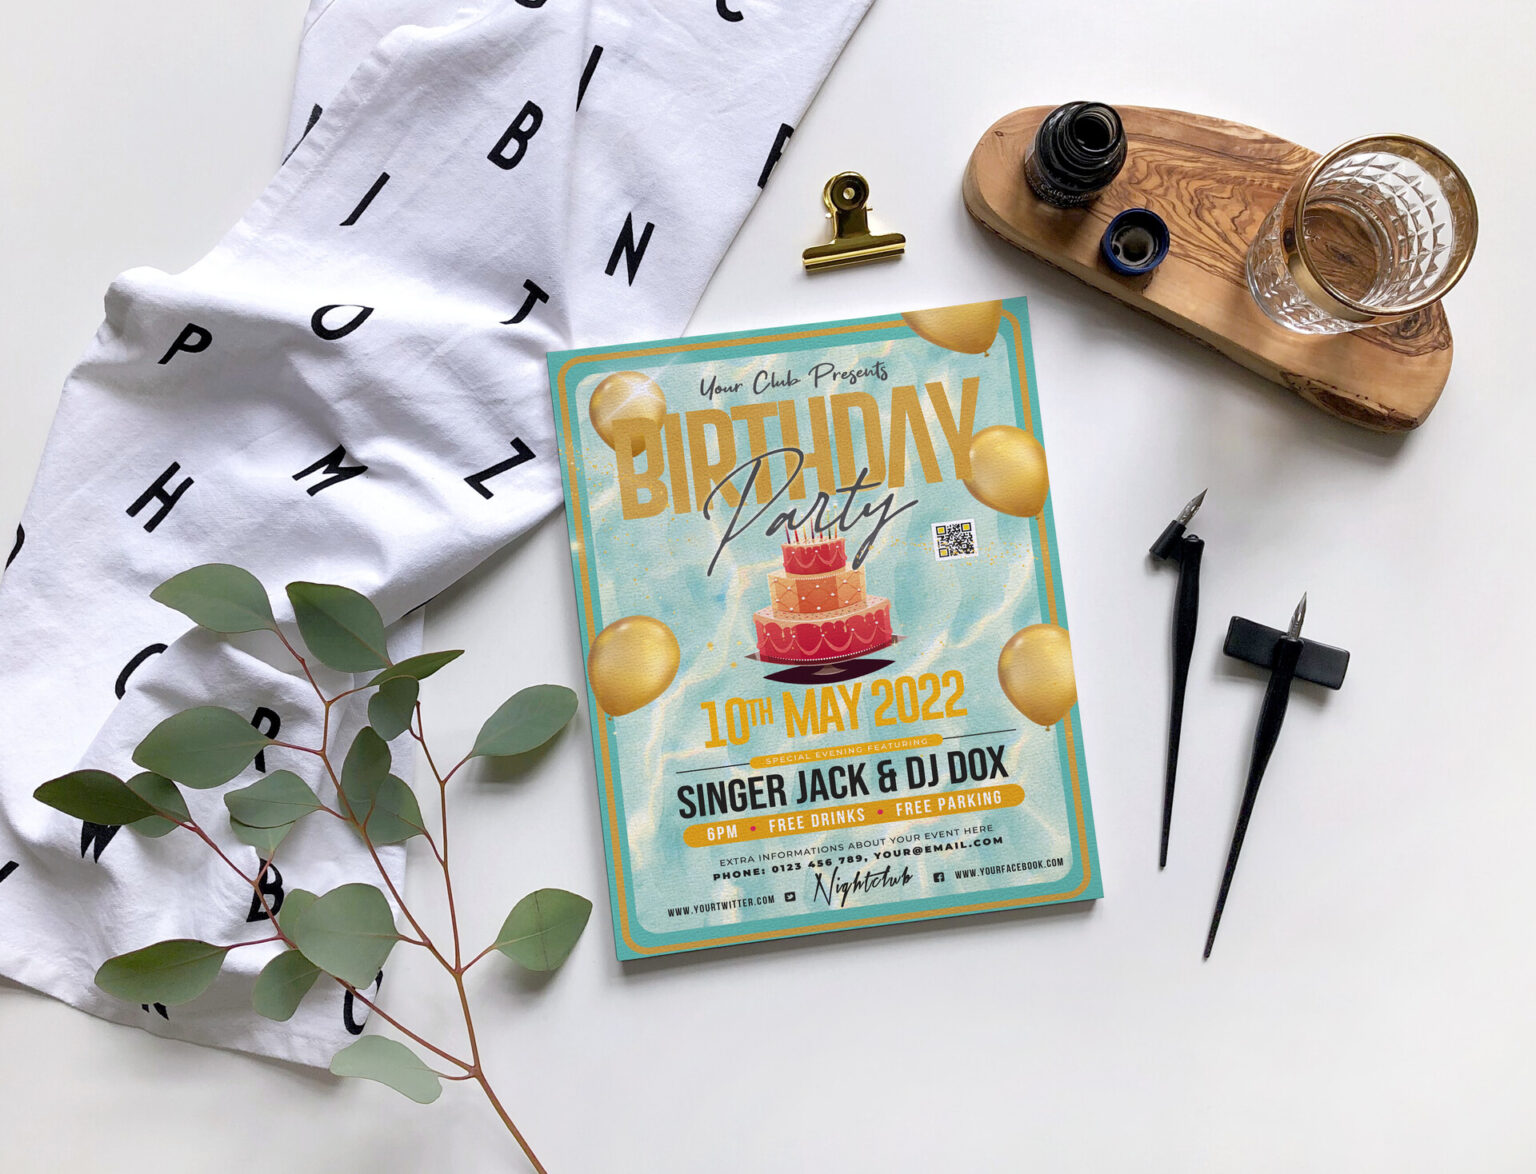 Your Club Presents
BIRTHDAY
Party
10TH MAY 2022
SPECIAL EVENING FEATURING
SINGER JACK & DJ DOX
6PM • FREE DRINKS • FREE PARKING
EXTRA INFORMATIONS ABOUT YOUR EVENT HERE
PHONE: 0123 456 789, YOUR@EMAIL.COM
WWW.YOURTWITTER.COM Nightclub WWW.YOURFACEBOOK.COM
B
I
N
J
O
P
Z
M
H
B